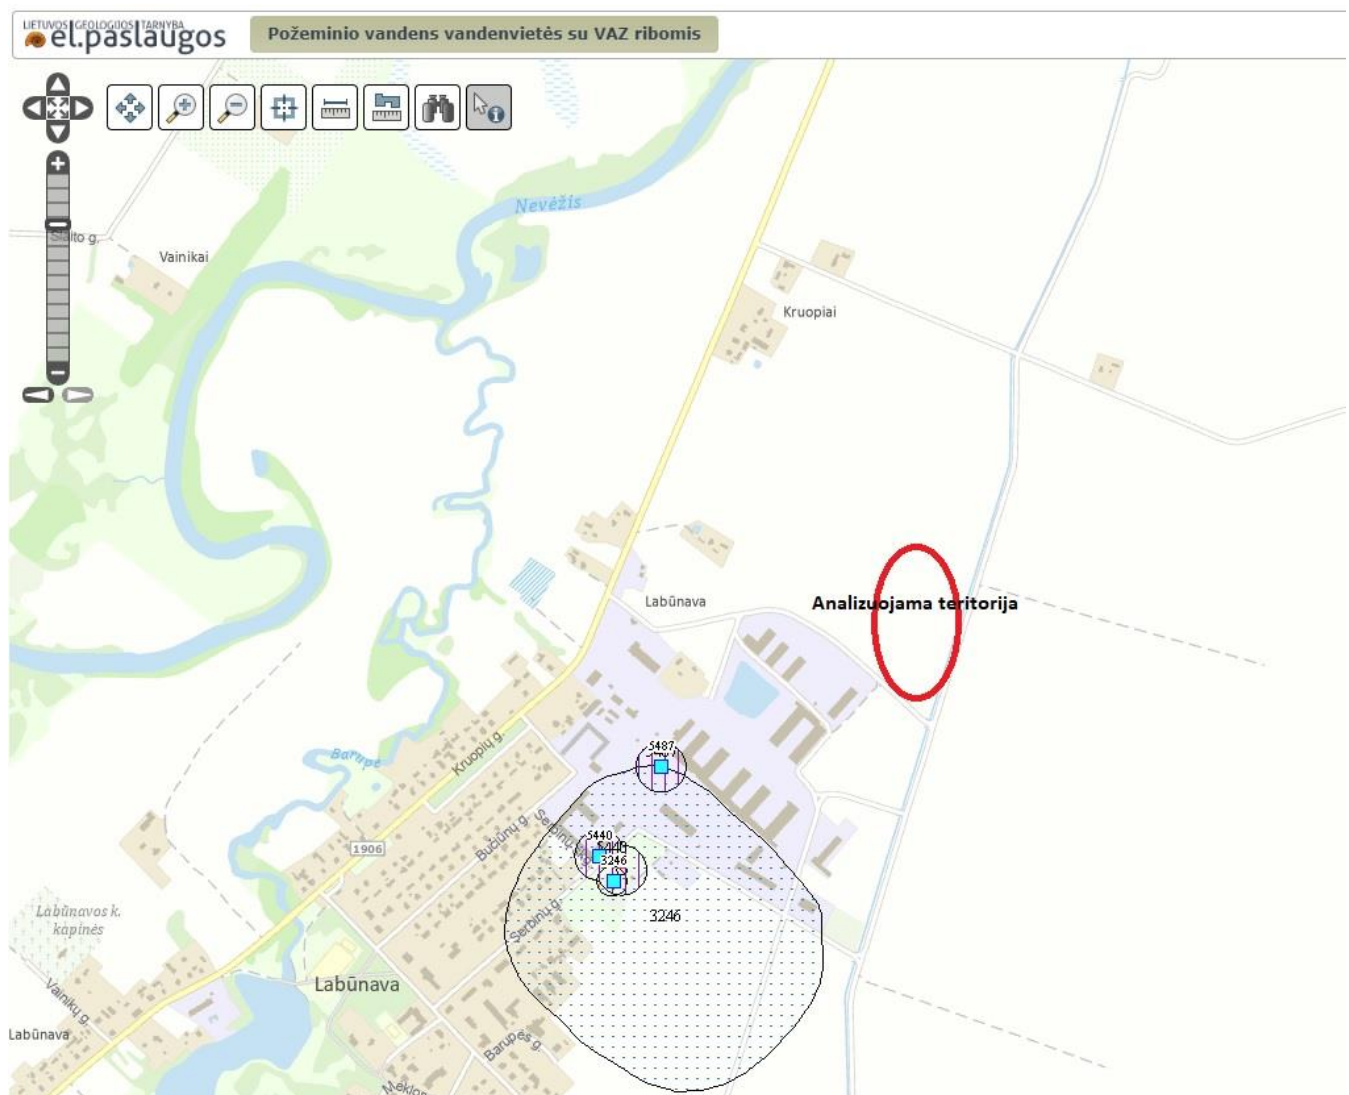 LIETUVOS GEOLOGIJOS TARNYBA
el.paslaugos
Požeminio vandens vandenvietės su VAZ ribomis
Nevėžis
g.
Vainikai
Kruopiai
Labūnava
Analizuojama teritorija
Barupė
Kruopių g.
5487
Bučiūnų g.
Serbinų
5440
1906
3246
3246
Serbinų g.
Labūnavos k.
kapinės
Labūnava
Vainikų g.
Labūnava
Barupės g.